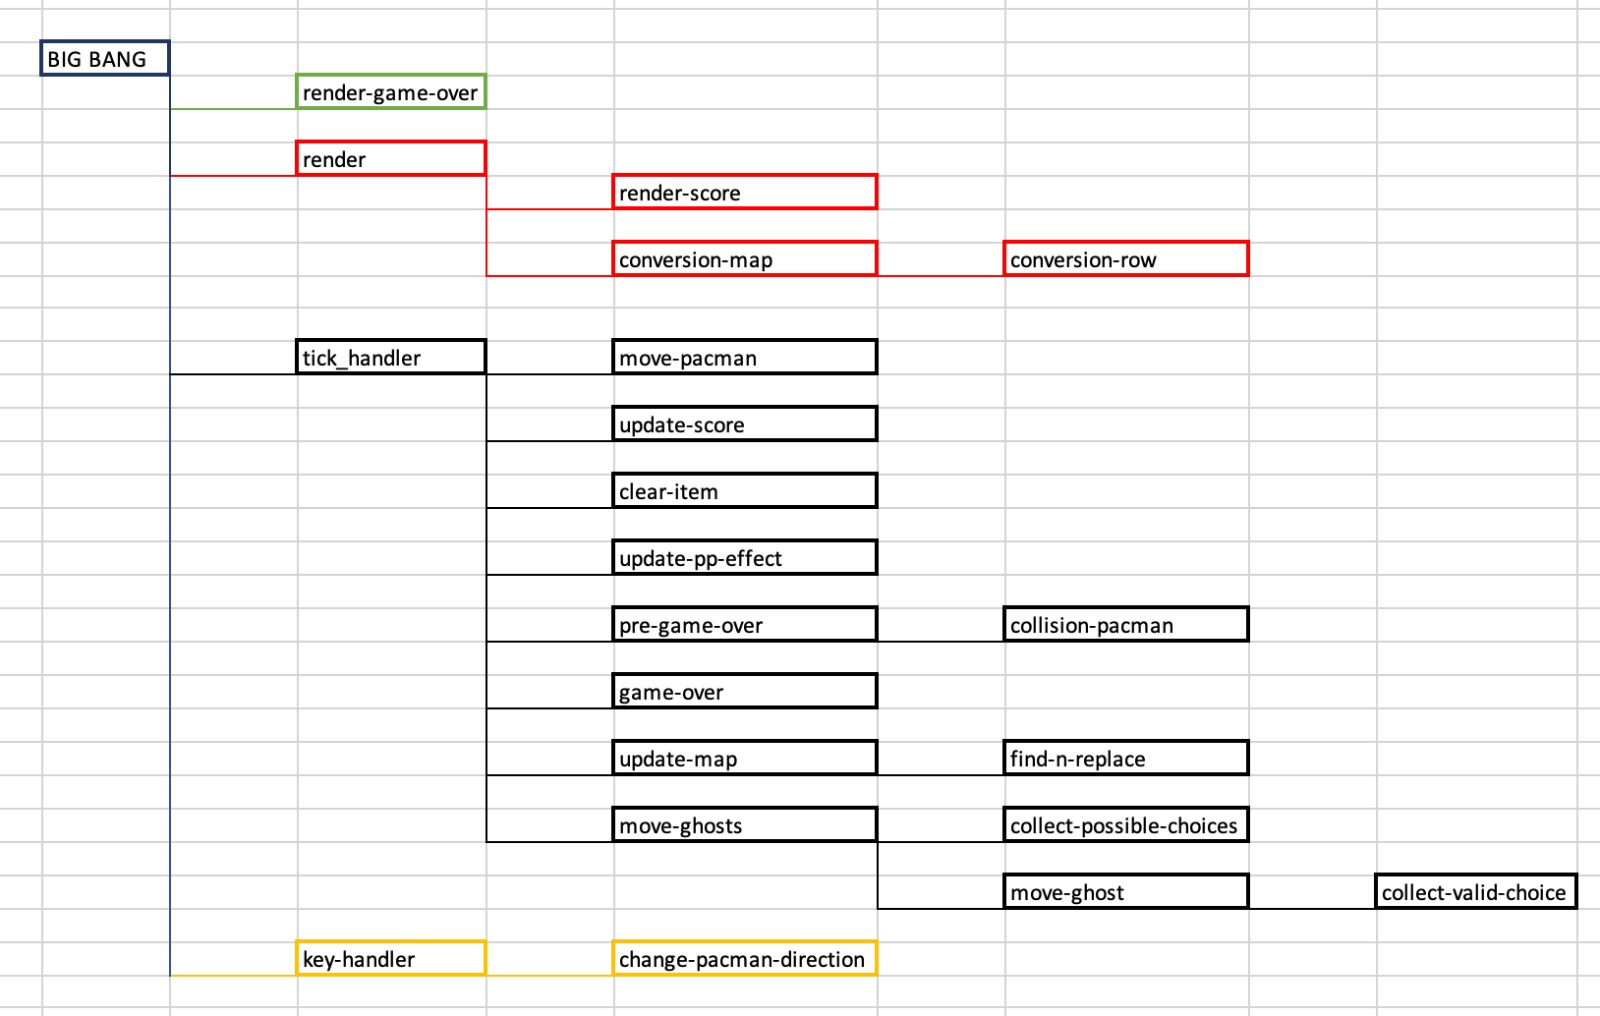 BIG BANG
render-game-over
render
render-score
conversion-map
conversion-row
tick_handler
move-pacman
update-score
clear-item
update-pp-effect
pre-game-over
collision-pacman
game-over
update-map
find-n-replace
move-ghosts
collect-possible-choices
move-ghost
collect-valid-choice
key-handler
change-pacman-direction